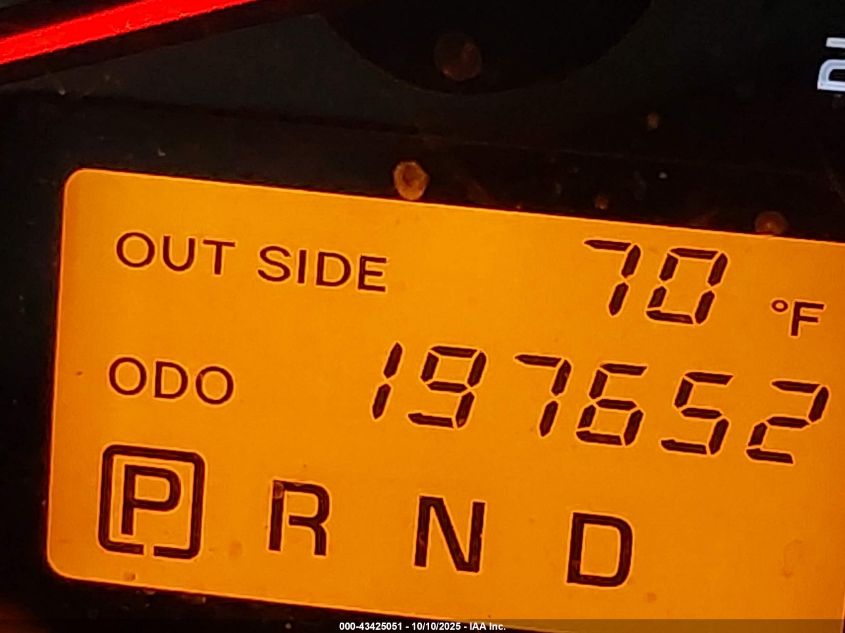 OUT SIDE 70 °F
ODO 197652
P R N D
000-43425051 - 10/10/2025 - IAA Inc.